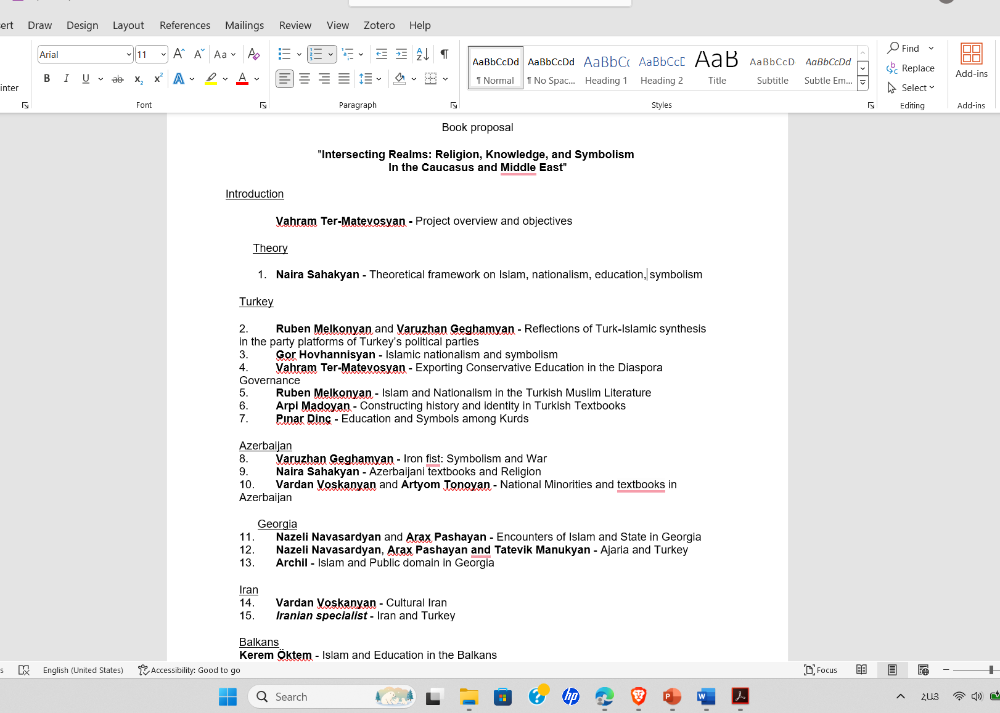 ert Draw Design Layout References Mailings Review View Zotero Help
Arial 11 Aa
AaBbCcDd AaBbCcDd AaBbCc AaBbCcD AaB AaBbCcD AaBbCcDd
Find
Replace
Select
Add-ins
inter
B I U ab x₂ x² A A
¶ Normal ¶ No Spac... Heading 1 Heading 2 Title Subtitle Subtle Em...
Font Paragraph Styles Editing Add-ins
Book proposal
"Intersecting Realms: Religion, Knowledge, and Symbolism
In the Caucasus and Middle East"
Introduction
Vahram Ter-Matevosyan - Project overview and objectives
Theory
1. Naira Sahakyan - Theoretical framework on Islam, nationalism, education, symbolism
Turkey
2. Ruben Melkonyan and Varuzhan Geghamyan - Reflections of Turk-Islamic synthesis
in the party platforms of Turkey’s political parties
3. Gor Hovhannisyan - Islamic nationalism and symbolism
4. Vahram Ter-Matevosyan - Exporting Conservative Education in the Diaspora
Governance
5. Ruben Melkonyan - Islam and Nationalism in the Turkish Muslim Literature
6. Arpi Madoyan - Constructing history and identity in Turkish Textbooks
7. Pınar Dinç - Education and Symbols among Kurds
Azerbaijan
8. Varuzhan Geghamyan - Iron fist: Symbolism and War
9. Naira Sahakyan - Azerbaijani textbooks and Religion
10. Vardan Voskanyan and Artyom Tonoyan - National Minorities and textbooks in
Azerbaijan
Georgia
11. Nazeli Navasardyan and Arax Pashayan - Encounters of Islam and State in Georgia
12. Nazeli Navasardyan, Arax Pashayan and Tatevik Manukyan - Ajaria and Turkey
13. Archil - Islam and Public domain in Georgia
Iran
14. Vardan Voskanyan - Cultural Iran
15. Iranian specialist - Iran and Turkey
Balkans
Kerem Öktem - Islam and Education in the Balkans
s English (United States) Accessibility: Good to go Focus
Search ՀԱՅ